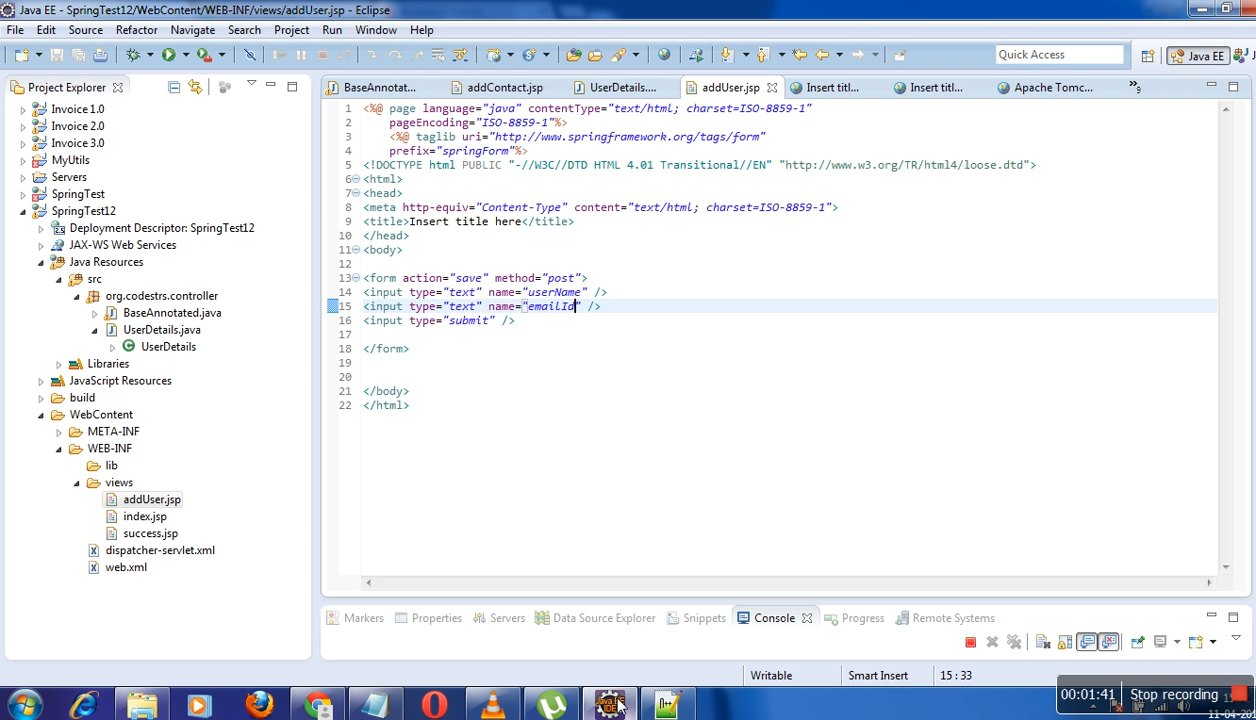 Java EE - SpringTest12/WebContent/WEB-INF/views/addUser.jsp - Eclipse
File Edit Source Refactor Navigate Search Project Run Window Help
Quick Access
Java EE
Project Explorer
Invoice 1.0
Invoice 2.0
Invoice 3.0
MyUtils
Servers
SpringTest
SpringTest12
Deployment Descriptor: SpringTest12
JAX-WS Web Services
Java Resources
src
org.codestrs.controller
BaseAnnotated.java
UserDetails.java
UserDetails
Libraries
JavaScript Resources
build
WebContent
META-INF
WEB-INF
lib
views
addUser.jsp
index.jsp
success.jsp
dispatcher-servlet.xml
web.xml
BaseAnnotat... addContact.jsp UserDetails.... addUser.jsp Insert titl... Insert titl... Apache Tomc... »9
1 <%@ page language="java" contentType="text/html; charset=ISO-8859-1"
2 pageEncoding="ISO-8859-1"%>
3 <%@ taglib uri="http://www.springframework.org/tags/form"
4 prefix="springForm"%>
5 <!DOCTYPE html PUBLIC "-//W3C//DTD HTML 4.01 Transitional//EN" "http://www.w3.org/TR/html4/loose.dtd">
6 <html>
7 <head>
8 <meta http-equiv="Content-Type" content="text/html; charset=ISO-8859-1">
9 <title>Insert title here</title>
10 </head>
11 <body>
12
13 <form action="save" method="post">
14 <input type="text" name="userName" />
15 <input type="text" name="emailId" />
16 <input type="submit" />
17
18 </form>
19
20
21 </body>
22 </html>
Markers Properties Servers Data Source Explorer Snippets Console Progress Remote Systems
Writable Smart Insert 15 : 33
00:01:41 Stop recording